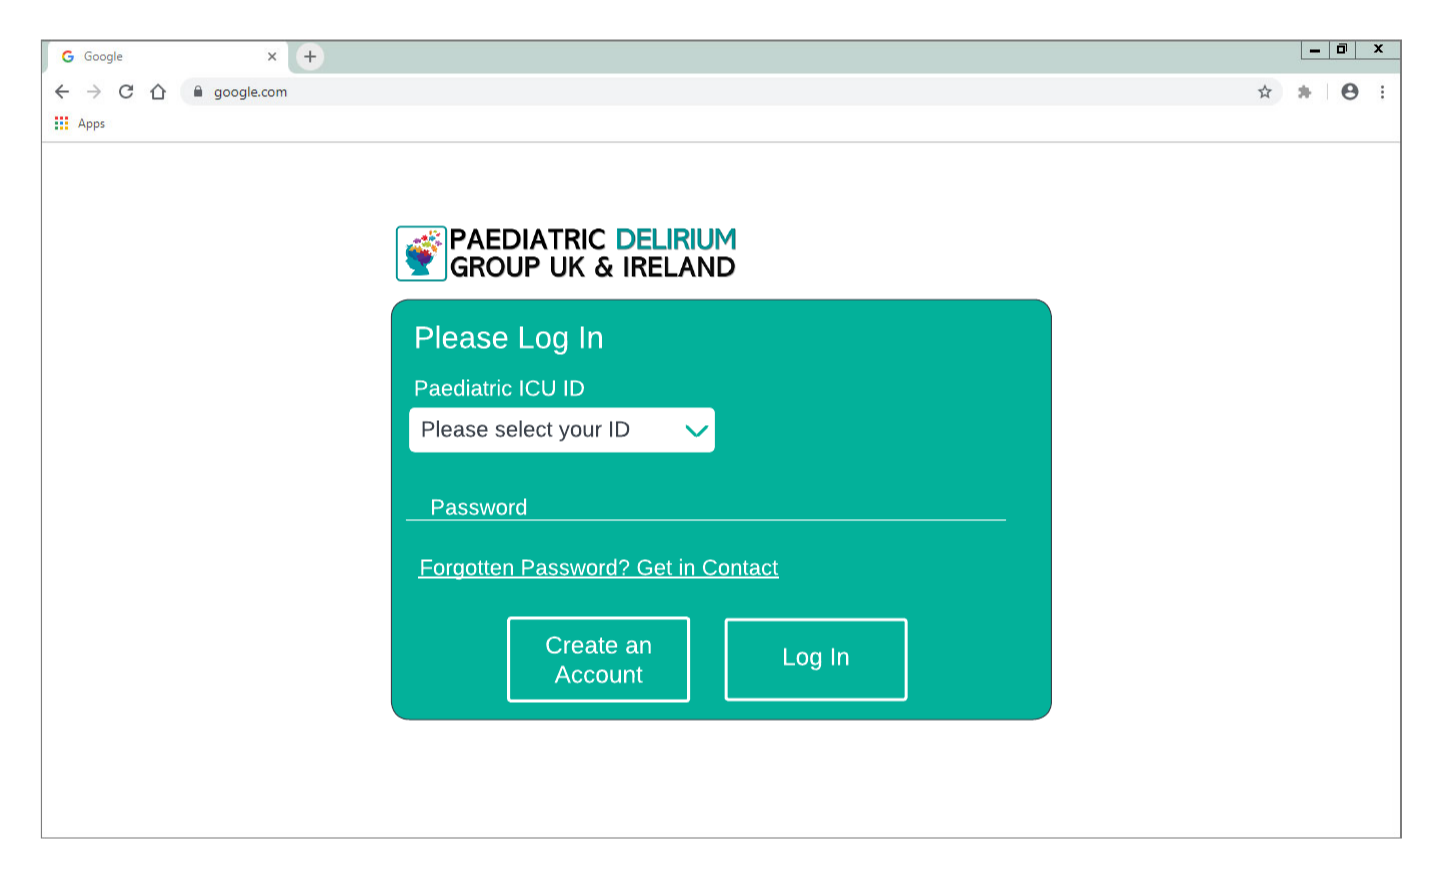 Google
google.com
Apps
PAEDIATRIC DELIRIUM
GROUP UK & IRELAND
Please Log In
Paediatric ICU ID
Please select your ID
Password
Forgotten Password? Get in Contact
Create an
Account
Log In